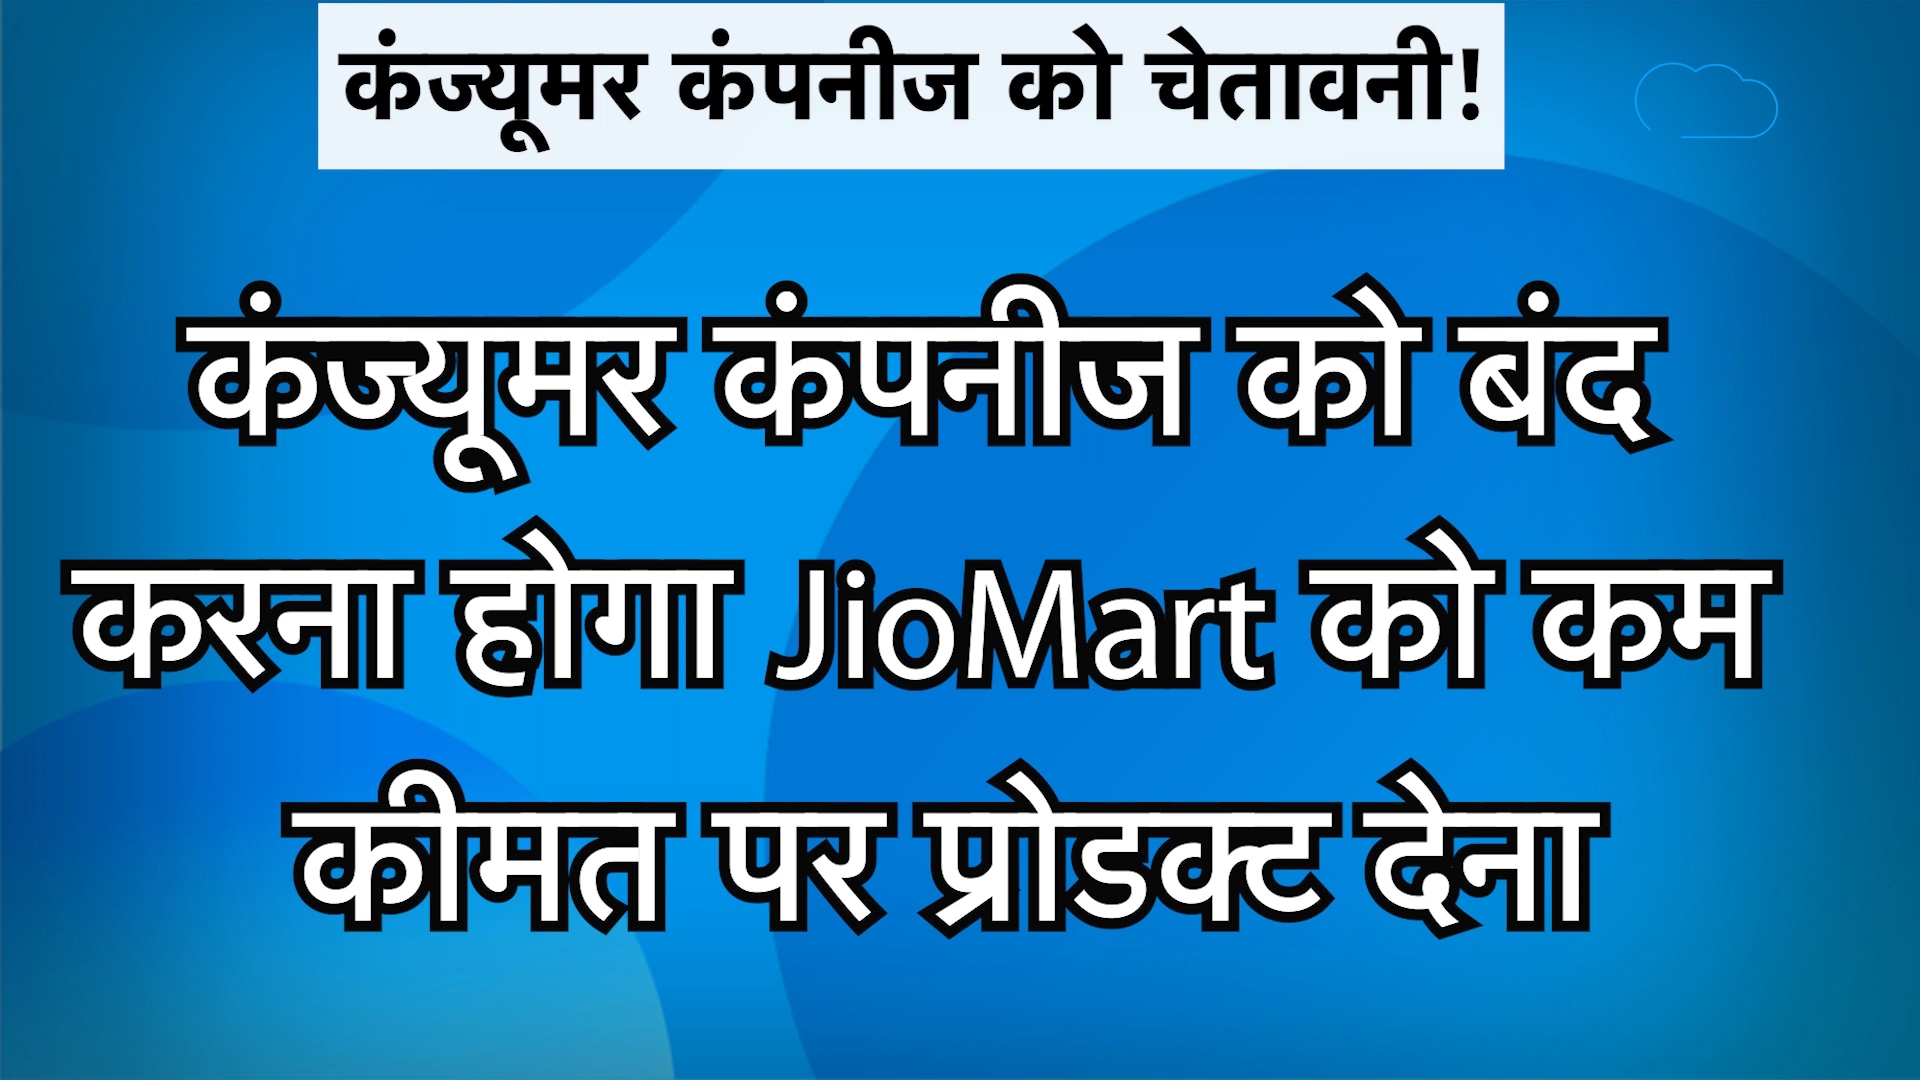 कंज्यूमर कंपनीज को चेतावनी!
कंज्यूमर कंपनीज को बंद
करना होगा JioMart को कम
कीमत पर प्रोडक्ट देना